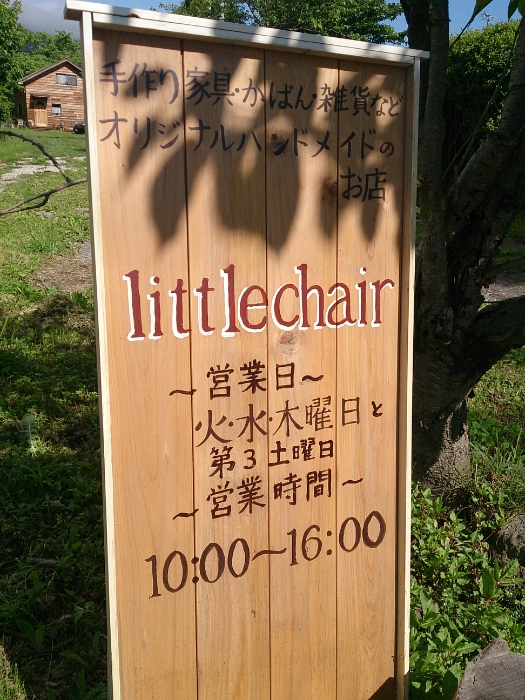 手作り家具・かばん・雑貨など
オリジナルハンドメイドの
お店
littlechair
〜営業日〜
火・水・木曜日と
第3土曜日
〜営業時間〜
10:00〜16:00